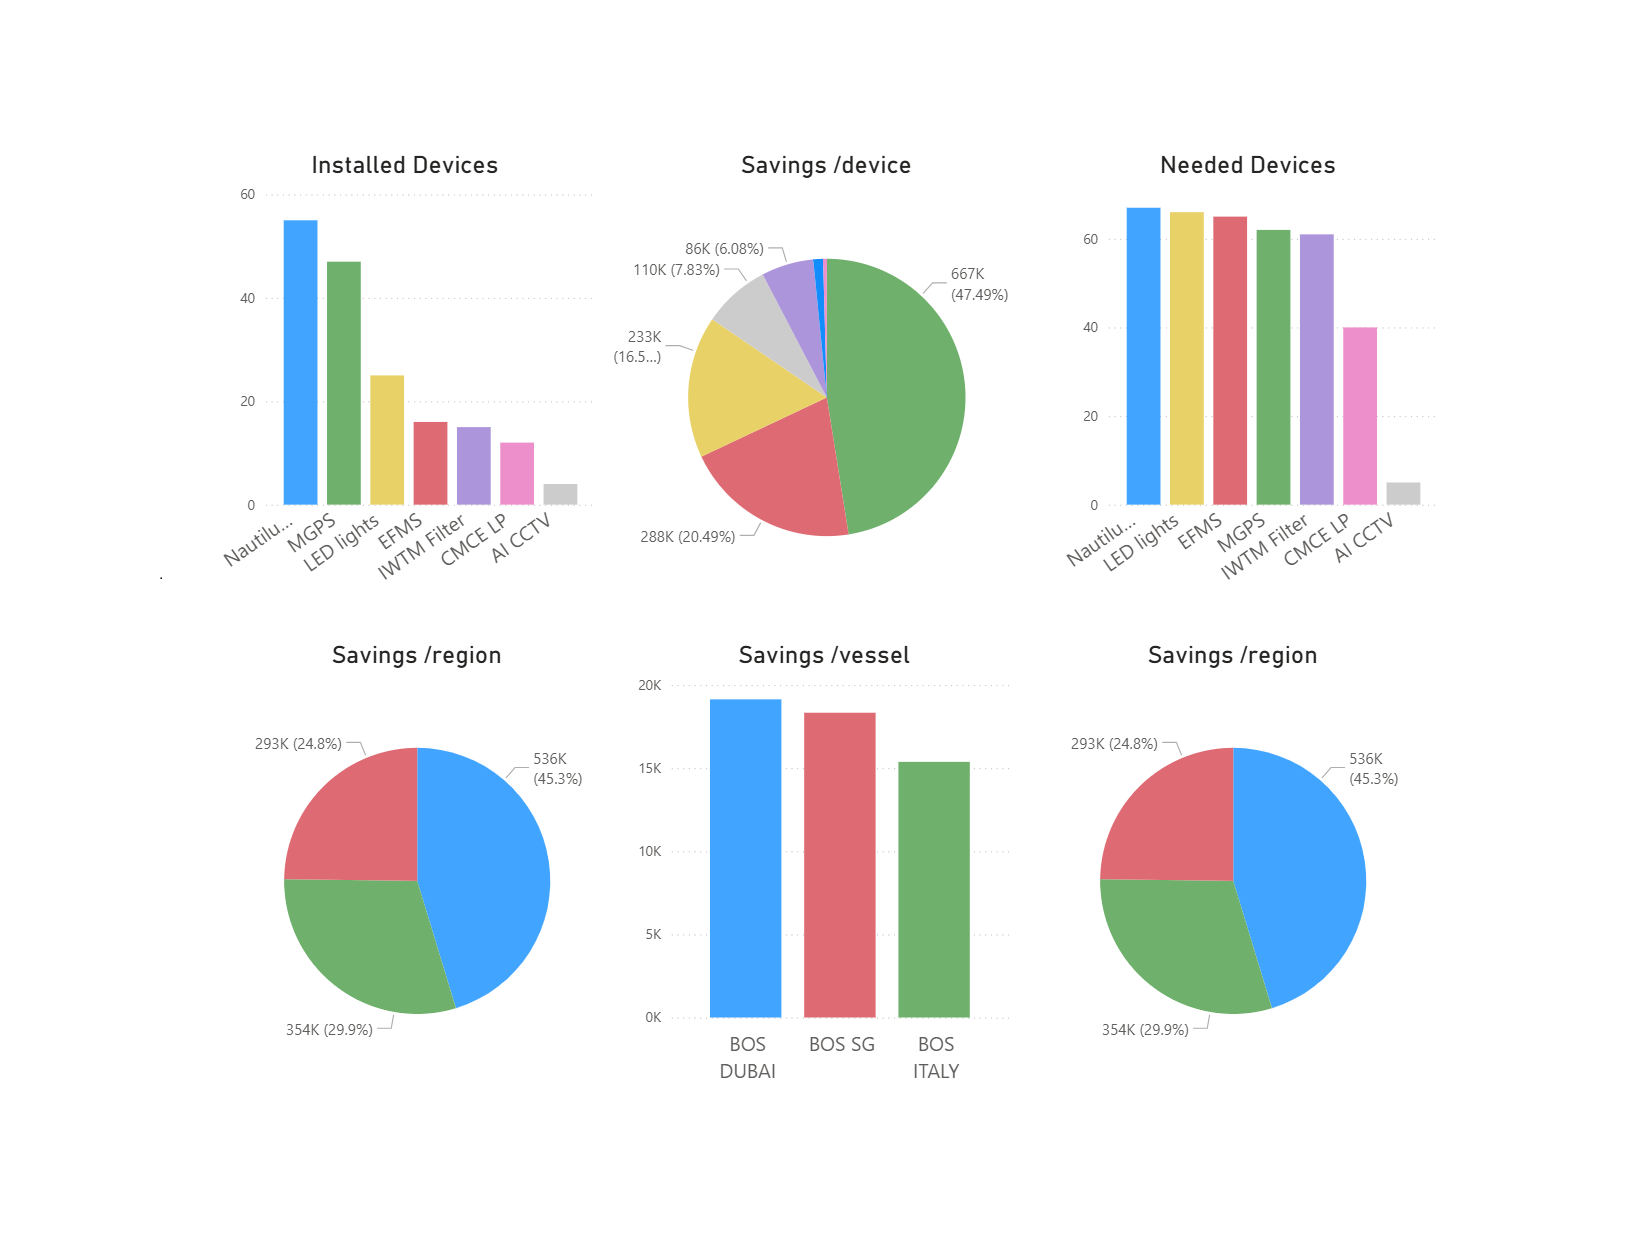 Installed Devices
60
40
20
0
Nautilu...
MGPS
LED lights
EFMS
IWTM Filter
CMCE LP
AI CCTV
.
Savings /device
86K (6.08%)
110K (7.83%)
233K
(16.5...)
288K (20.49%)
667K
(47.49%)
Needed Devices
60
40
20
0
Nautilu...
LED lights
EFMS
MGPS
IWTM Filter
CMCE LP
AI CCTV
Savings /region
293K (24.8%)
536K
(45.3%)
354K (29.9%)
Savings /vessel
20K
15K
10K
5K
0K
BOS
DUBAI
BOS SG
BOS
ITALY
Savings /region
293K (24.8%)
536K
(45.3%)
354K (29.9%)